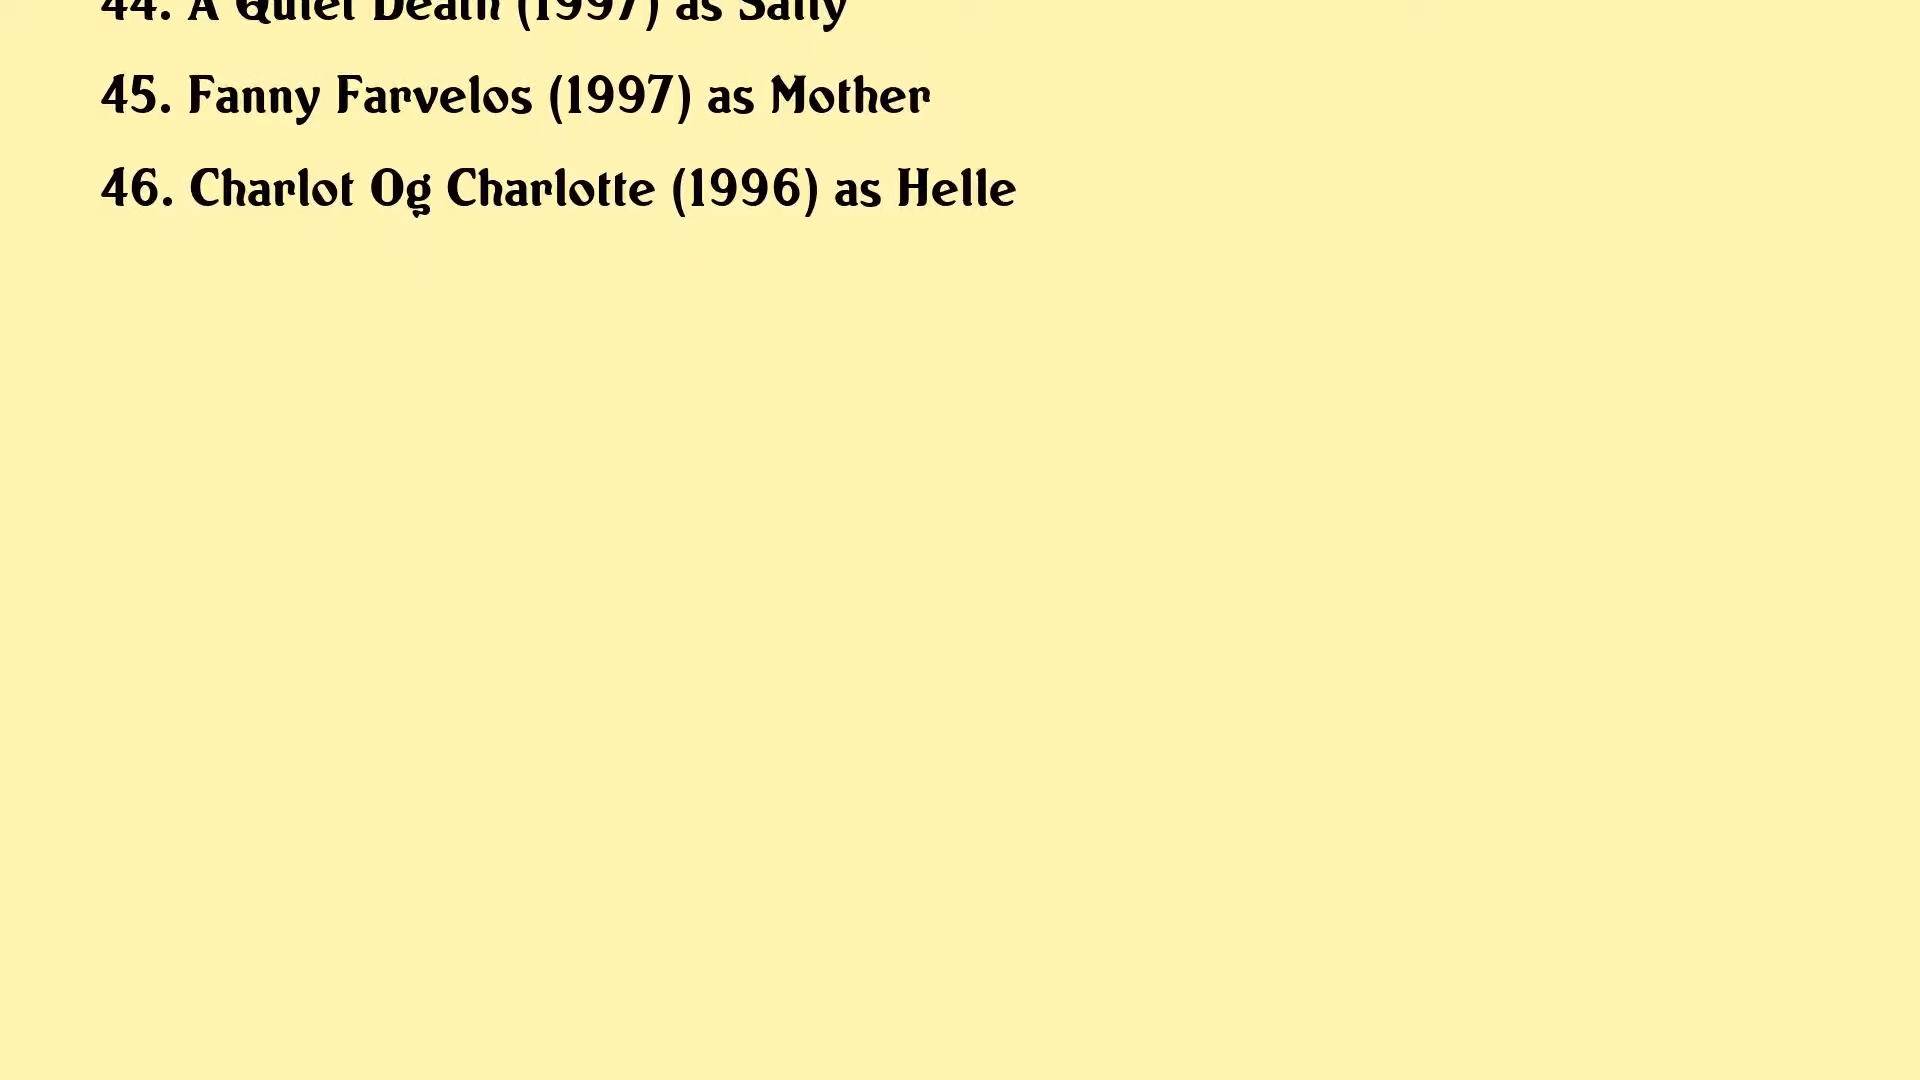 44. A Quiet Death (1997) as Sally
45. Fanny Farvelos (1997) as Mother
46. Charlot Og Charlotte (1996) as Helle